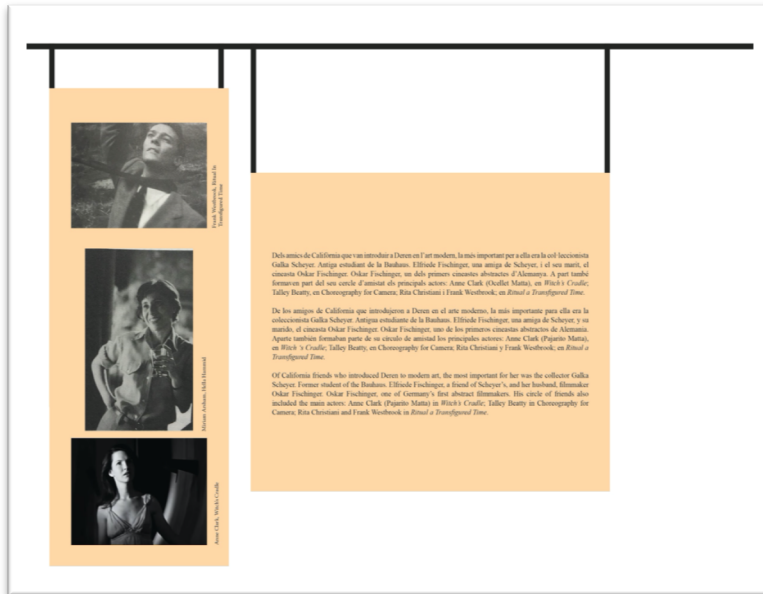 Frank Westbrook, Ritual in
Transfigured Time
Miriam Arsham, Hella Hamond
Anne Clark, Witch's Cradle
Dels amics de Califòrnia que van introduir a Deren en l'art modern, la més important per a ella era la col·leccionista
Galka Scheyer. Antiga estudiant de la Bauhaus. Elfriede Fischinger, una amiga de Scheyer, i el seu marit, el
cineasta Oskar Fischinger. Oskar Fischinger, un dels primers cineastes abstractes d'Alemanya. A part també
formaven part del seu cercle d'amistat els principals actors: Anne Clark (Ocellet Matta), en Witch's Cradle;
Talley Beatty, en Choreography for Camera; Rita Christiani i Frank Westbrook; en Ritual a Transfigured Time.
De los amigos de California que introdujeron a Deren en el arte moderno, la más importante para ella era la
coleccionista Galka Scheyer. Antigua estudiante de la Bauhaus. Elfriede Fischinger, una amiga de Scheyer, y su
marido, el cineasta Oskar Fischinger. Oskar Fischinger, uno de los primeros cineastas abstractos de Alemania.
Aparte también formaban parte de su círculo de amistad los principales actores: Anne Clark (Pajarito Matta),
en Witch 's Cradle; Talley Beatty, en Choreography for Camera; Rita Christiani y Frank Westbrook; en Ritual a
Transfigured Time.
Of California friends who introduced Deren to modern art, the most important for her was the collector Galka
Scheyer. Former student of the Bauhaus. Elfriede Fischinger, a friend of Scheyer's, and her husband, filmmaker
Oskar Fischinger. Oskar Fischinger, one of Germany's first abstract filmmakers. His circle of friends also
included the main actors: Anne Clark (Pajarito Matta) in Witch's Cradle; Talley Beatty in Choreography for
Camera; Rita Christiani and Frank Westbrook in Ritual a Transfigured Time.